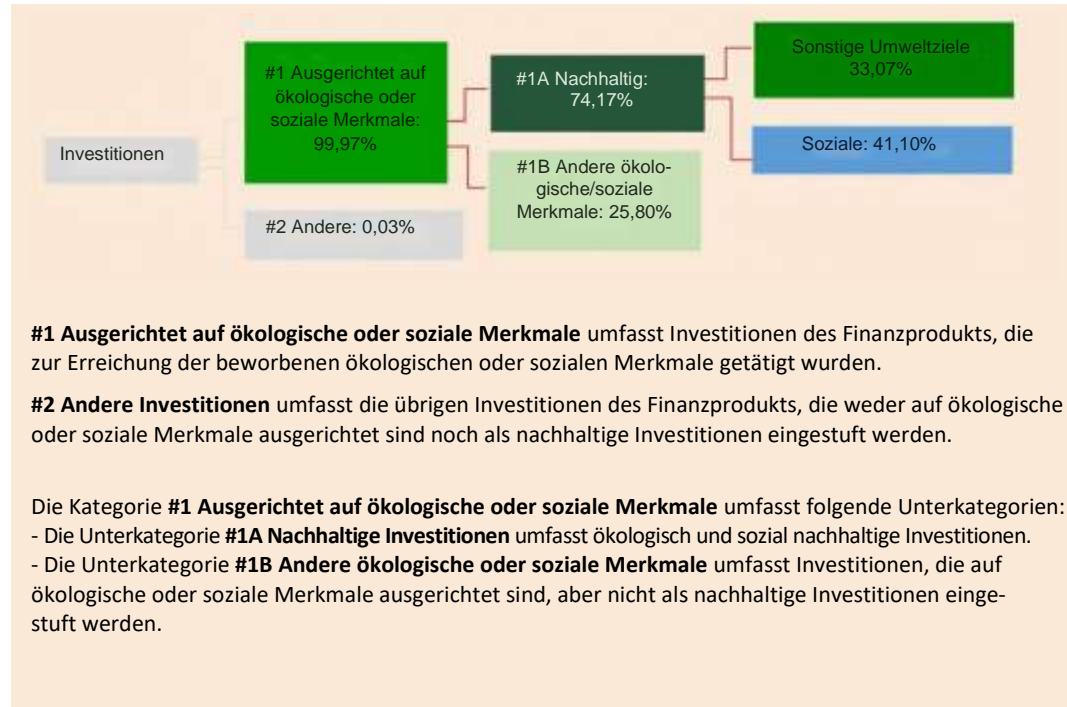 Investitionen
#1 Ausgerichtet auf
ökologische oder
soziale Merkmale:
99,97%
#2 Andere: 0,03%
#1A Nachhaltig:
74,17%
#1B Andere ökolo-
gische/soziale
Merkmale: 25,80%
Sonstige Umweltziele
33,07%
Soziale: 41,10%
#1 Ausgerichtet auf ökologische oder soziale Merkmale umfasst Investitionen des Finanzprodukts, die
zur Erreichung der beworbenen ökologischen oder sozialen Merkmale getätigt wurden.
#2 Andere Investitionen umfasst die übrigen Investitionen des Finanzprodukts, die weder auf ökologische
oder soziale Merkmale ausgerichtet sind noch als nachhaltige Investitionen eingestuft werden.
Die Kategorie #1 Ausgerichtet auf ökologische oder soziale Merkmale umfasst folgende Unterkategorien:
- Die Unterkategorie #1A Nachhaltige Investitionen umfasst ökologisch und sozial nachhaltige Investitionen.
- Die Unterkategorie #1B Andere ökologische oder soziale Merkmale umfasst Investitionen, die auf
ökologische oder soziale Merkmale ausgerichtet sind, aber nicht als nachhaltige Investitionen einge-
stuft werden.